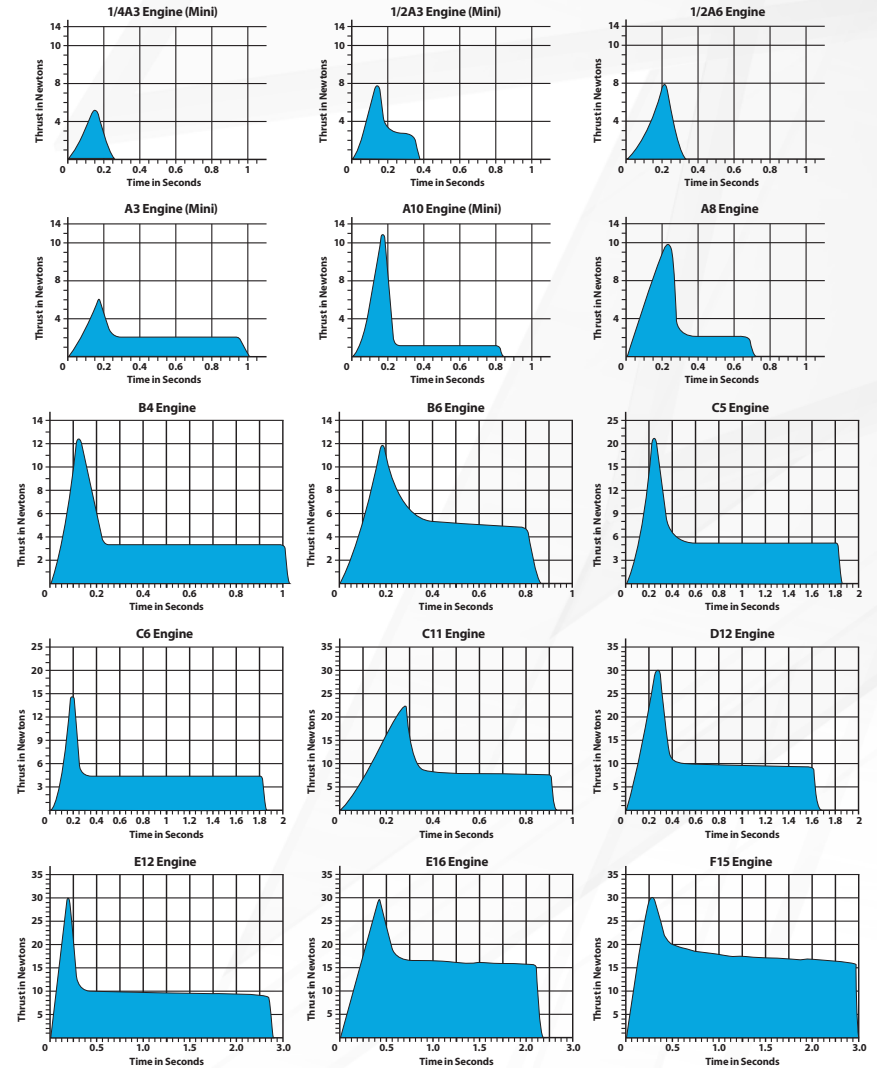 1/4A3 Engine (Mini)
14
10
8
4
Thrust in Newtons
0 0.2 0.4 0.6 0.8 1
Time in Seconds
1/2A3 Engine (Mini)
14
10
8
4
Thrust in Newtons
0 0.2 0.4 0.6 0.8 1
Time in Seconds
1/2A6 Engine
14
10
8
4
Thrust in Newtons
0 0.2 0.4 0.6 0.8 1
Time in Seconds
A3 Engine (Mini)
14
10
8
4
Thrust in Newtons
0 0.2 0.4 0.6 0.8 1
Time in Seconds
A10 Engine (Mini)
14
10
8
4
Thrust in Newtons
0 0.2 0.4 0.6 0.8 1
Time in Seconds
A8 Engine
14
10
8
4
Thrust in Newtons
0 0.2 0.4 0.6 0.8 1
Time in Seconds
B4 Engine
14
12
10
8
6
4
2
Thrust in Newtons
0 0.2 0.4 0.6 0.8 1
Time in Seconds
B6 Engine
14
12
10
8
6
4
2
Thrust in Newtons
0 0.2 0.4 0.6 0.8 1
Time in Seconds
C5 Engine
25
20
15
12
9
6
3
Thrust in Newtons
0 0.2 0.4 0.6 0.8 1.0 1.2 1.4 1.6 1.8 2
Time in Seconds
C6 Engine
25
20
15
12
9
6
3
Thrust in Newtons
0 0.2 0.4 0.6 0.8 1.0 1.2 1.4 1.6 1.8 2
Time in Seconds
C11 Engine
35
30
25
20
15
10
5
Thrust in Newtons
0 0.2 0.4 0.6 0.8 1
Time in Seconds
D12 Engine
35
30
25
20
15
10
5
Thrust in Newtons
0 0.2 0.4 0.6 0.8 1 1.2 1.4 1.6 1.8 2
Time in Seconds
E12 Engine
35
30
25
20
15
10
5
Thrust in Newtons
0 0.5 1.0 1.5 2.0 3.0
Time in Seconds
E16 Engine
35
30
25
20
15
10
5
Thrust in Newtons
0 0.5 1.0 1.5 2.0 3.0
Time in Seconds
F15 Engine
35
30
25
20
15
10
5
Thrust in Newtons
0 0.5 1.0 1.5 2.0 3.0
Time in Seconds